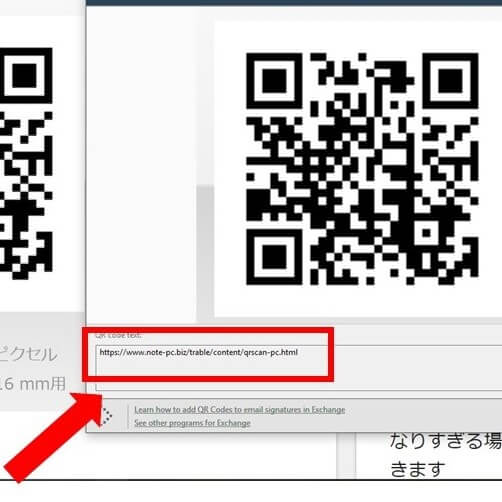 QR Code text:
https://www.note-pc.biz/trable/content/qrscan-pc.html
ピクセル
16 mm用
Learn how to add QR Codes to email signatures in Exchange
See other programs for Exchange
なりすぎる場
きます